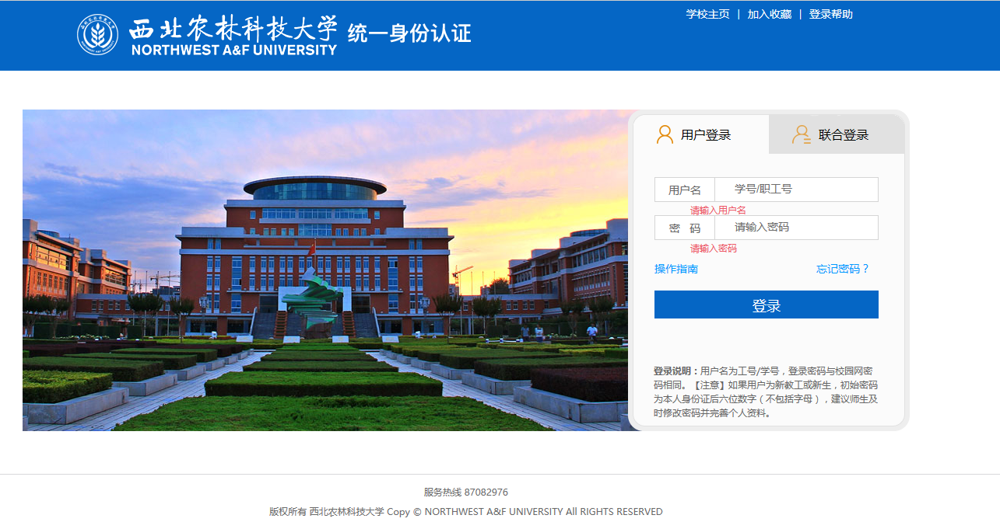 学校主页 | 加入收藏 | 登录帮助
西北农林科技大学 统一身份认证
NORTHWEST A&F UNIVERSITY
用户登录 联合登录
用户名 学号/职工号
请输入用户名
密 码 请输入密码
请输入密码
操作指南 忘记密码？
登录
登录说明：用户名为工号/学号，登录密码与校园网密
码相同。【注意】如果用户为新教工或新生，初始密码
为本人身份证后六位数字（不包括字母），建议师生及
时修改密码并完善个人资料。
服务热线 87082976
版权所有 西北农林科技大学 Copy © NORTHWEST A&F UNIVERSITY All RIGHTS RESERVED